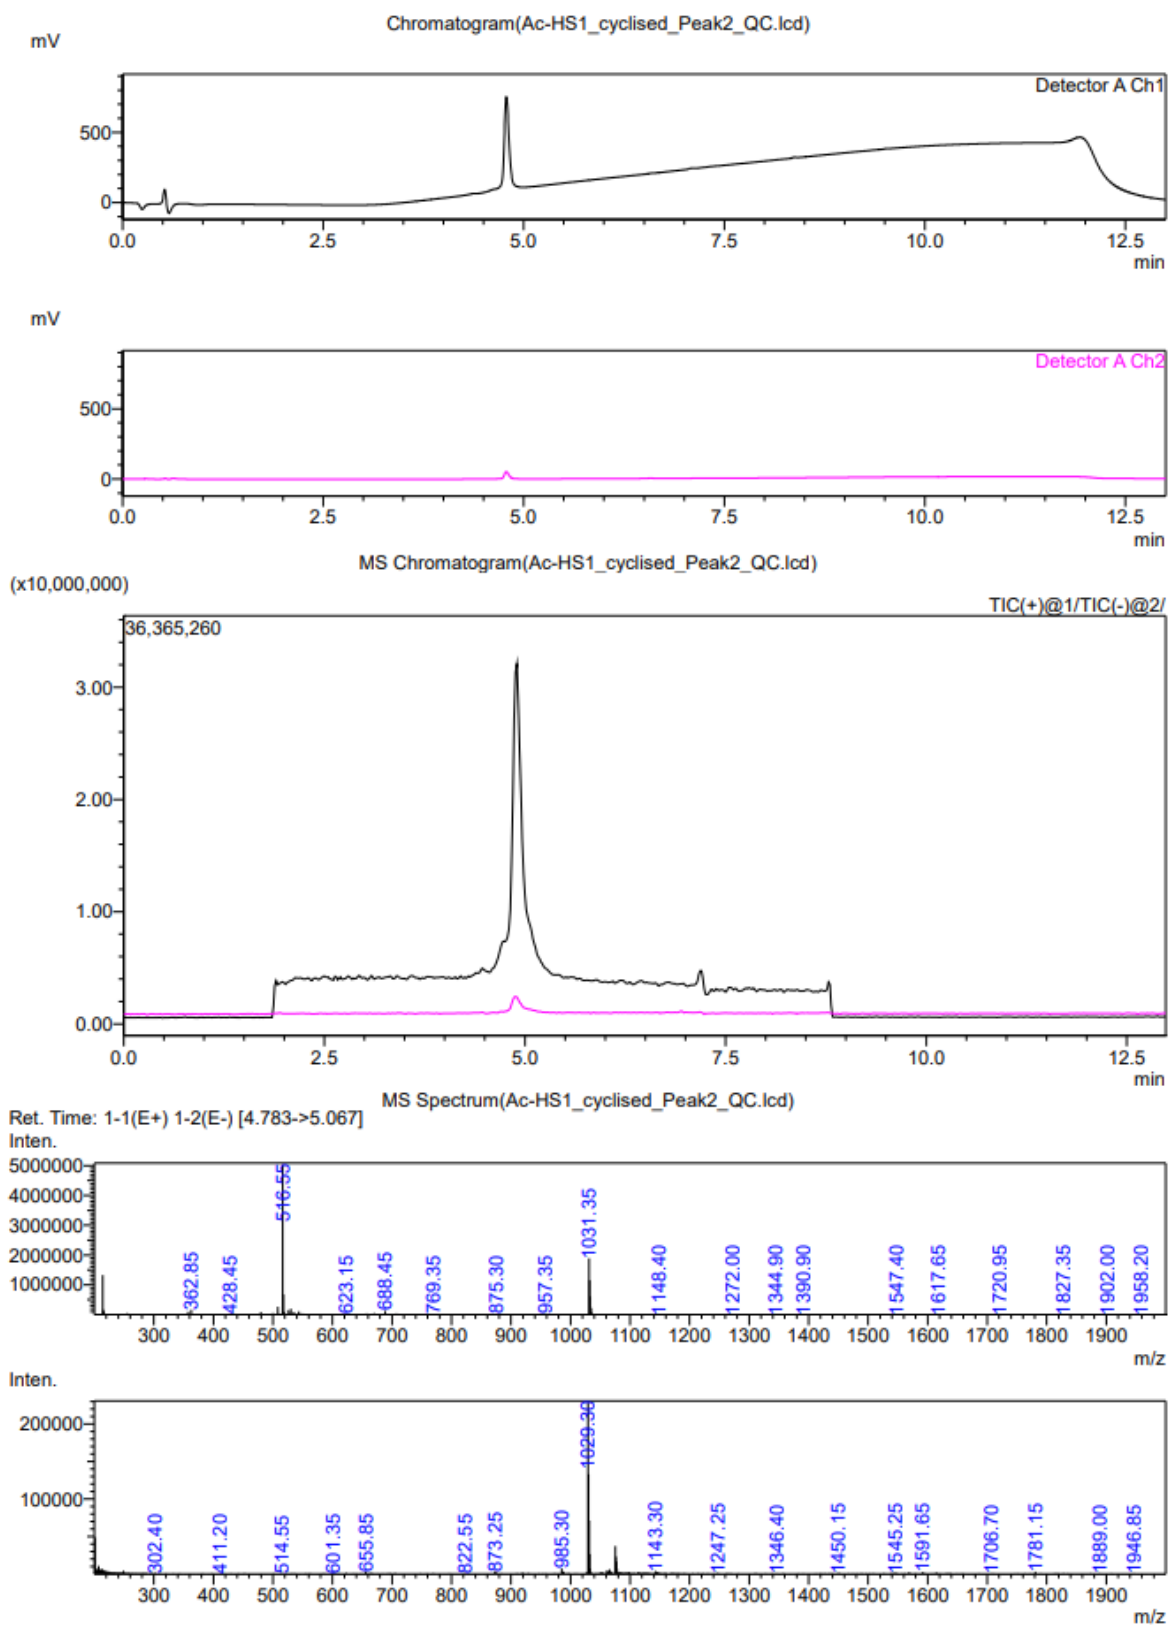 Chromatogram(Ac-HS1_cyclised_Peak2_QC.lcd)
mV
Detector A Ch1
500
0
0.0 2.5 5.0 7.5 10.0 12.5
min
mV
Detector A Ch2
500
0
0.0 2.5 5.0 7.5 10.0 12.5
min
MS Chromatogram(Ac-HS1_cyclised_Peak2_QC.lcd)
(x10,000,000)
TIC(+)@1/TIC(-)@2/
36,365,260
3.00
2.00
1.00
0.00
0.0 2.5 5.0 7.5 10.0 12.5
min
MS Spectrum(Ac-HS1_cyclised_Peak2_QC.lcd)
Ret. Time: 1-1(E+) 1-2(E-) [4.783->5.067]
Inten.
5000000
4000000
3000000
2000000
1000000
362.85 428.45 516.55 623.15 688.45 769.35 875.30 957.35 1031.35 1148.40 1272.00 1344.90 1390.90 1547.40 1617.65 1720.95 1827.35 1902.00 1958.20
300 400 500 600 700 800 900 1000 1100 1200 1300 1400 1500 1600 1700 1800 1900
m/z
Inten.
200000
100000
302.40 411.20 514.55 601.35 655.85 822.55 873.25 985.30 1029.30 1143.30 1247.25 1346.40 1450.15 1545.25 1591.65 1706.70 1781.15 1889.00 1946.85
300 400 500 600 700 800 900 1000 1100 1200 1300 1400 1500 1600 1700 1800 1900
m/z